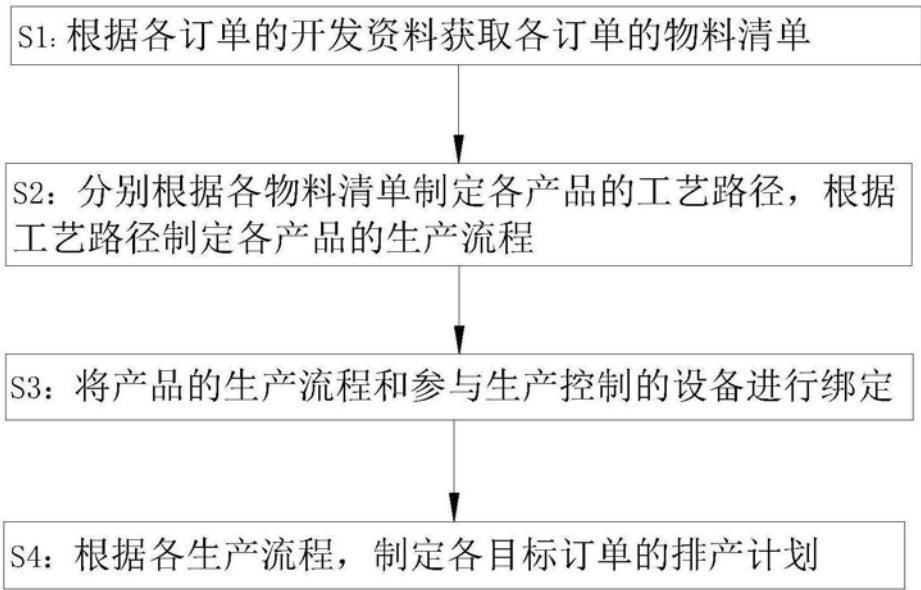 S1: 根据各订单的开发资料获取各订单的物料清单
S2：分别根据各物料清单制定各产品的工艺路径，根据
工艺路径制定各产品的生产流程
S3：将产品的生产流程和参与生产控制的设备进行绑定
S4：根据各生产流程，制定各目标订单的排产计划